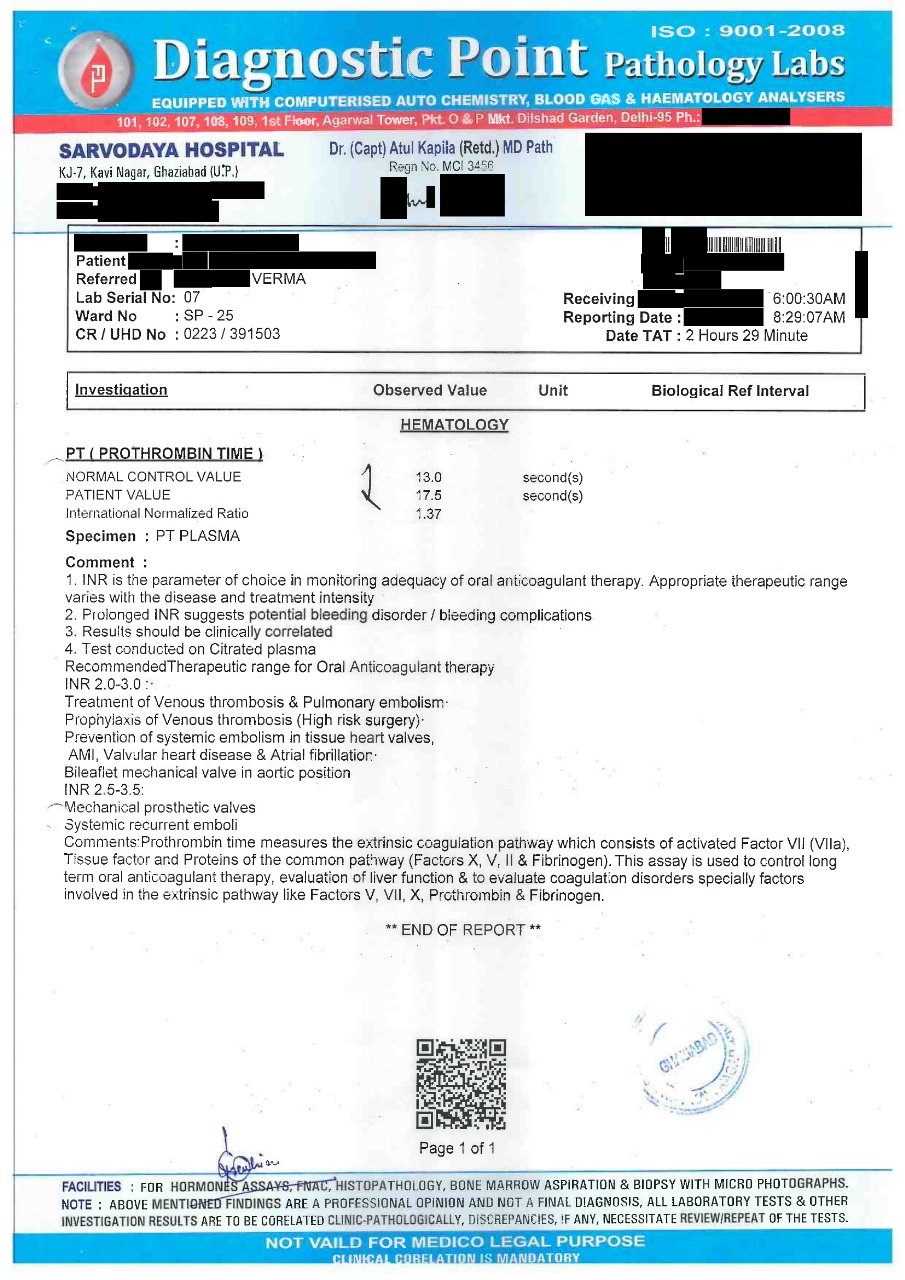 ISO : 9001-2008
Diagnostic Point Pathology Labs
EQUIPPED WITH COMPUTERISED AUTO CHEMISTRY, BLOOD GAS & HAEMATOLOGY ANALYSERS
101, 102, 107, 108, 109, 1st Floor, Agarwal Tower, Pkt. O & P Mkt. Dilshad Garden, Delhi-95 Ph.:
SARVODAYA HOSPITAL
KJ-7, Kavi Nagar, Ghaziabad (U.P.)
Dr. (Capt) Atul Kapila (Retd.) MD Path
Regn No. MCI 3456
:
Patient
Referred VERMA
Lab Serial No: 07
Ward No : SP - 25
CR / UHD No : 0223 / 391503
Receiving 6:00:30AM
Reporting Date : 8:29:07AM
Date TAT : 2 Hours 29 Minute
Investigation Observed Value Unit Biological Ref Interval
HEMATOLOGY
PT ( PROTHROMBIN TIME )
NORMAL CONTROL VALUE 13.0 second(s)
PATIENT VALUE 17.5 second(s)
International Normalized Ratio 1.37
Specimen : PT PLASMA
Comment :
1. INR is the parameter of choice in monitoring adequacy of oral anticoagulant therapy. Appropriate therapeutic range
varies with the disease and treatment intensity
2. Prolonged INR suggests potential bleeding disorder / bleeding complications
3. Results should be clinically correlated
4. Test conducted on Citrated plasma
RecommendedTherapeutic range for Oral Anticoagulant therapy
INR 2.0-3.0 :·
Treatment of Venous thrombosis & Pulmonary embolism·
Prophylaxis of Venous thrombosis (High risk surgery)·
Prevention of systemic embolism in tissue heart valves,
AMI, Valvular heart disease & Atrial fibrillation·
Bileaflet mechanical valve in aortic position
INR 2.5-3.5:
Mechanical prosthetic valves
Systemic recurrent emboli
Comments:Prothrombin time measures the extrinsic coagulation pathway which consists of activated Factor VII (VIIa),
Tissue factor and Proteins of the common pathway (Factors X, V, II & Fibrinogen). This assay is used to control long
term oral anticoagulant therapy, evaluation of liver function & to evaluate coagulation disorders specially factors
involved in the extrinsic pathway like Factors V, VII, X, Prothrombin & Fibrinogen.
** END OF REPORT **
GHAZIABAD
Page 1 of 1
FACILITIES : FOR HORMONES ASSAYS, FNAC, HISTOPATHOLOGY, BONE MARROW ASPIRATION & BIOPSY WITH MICRO PHOTOGRAPHS.
NOTE : ABOVE MENTIONED FINDINGS ARE A PROFESSIONAL OPINION AND NOT A FINAL DIAGNOSIS, ALL LABORATORY TESTS & OTHER
INVESTIGATION RESULTS ARE TO BE CORELATED CLINIC-PATHOLOGICALLY, DISCREPANCIES, IF ANY, NECESSITATE REVIEW/REPEAT OF THE TESTS.
NOT VAILD FOR MEDICO LEGAL PURPOSE
CLINICAL CORELATION IS MANDATORY